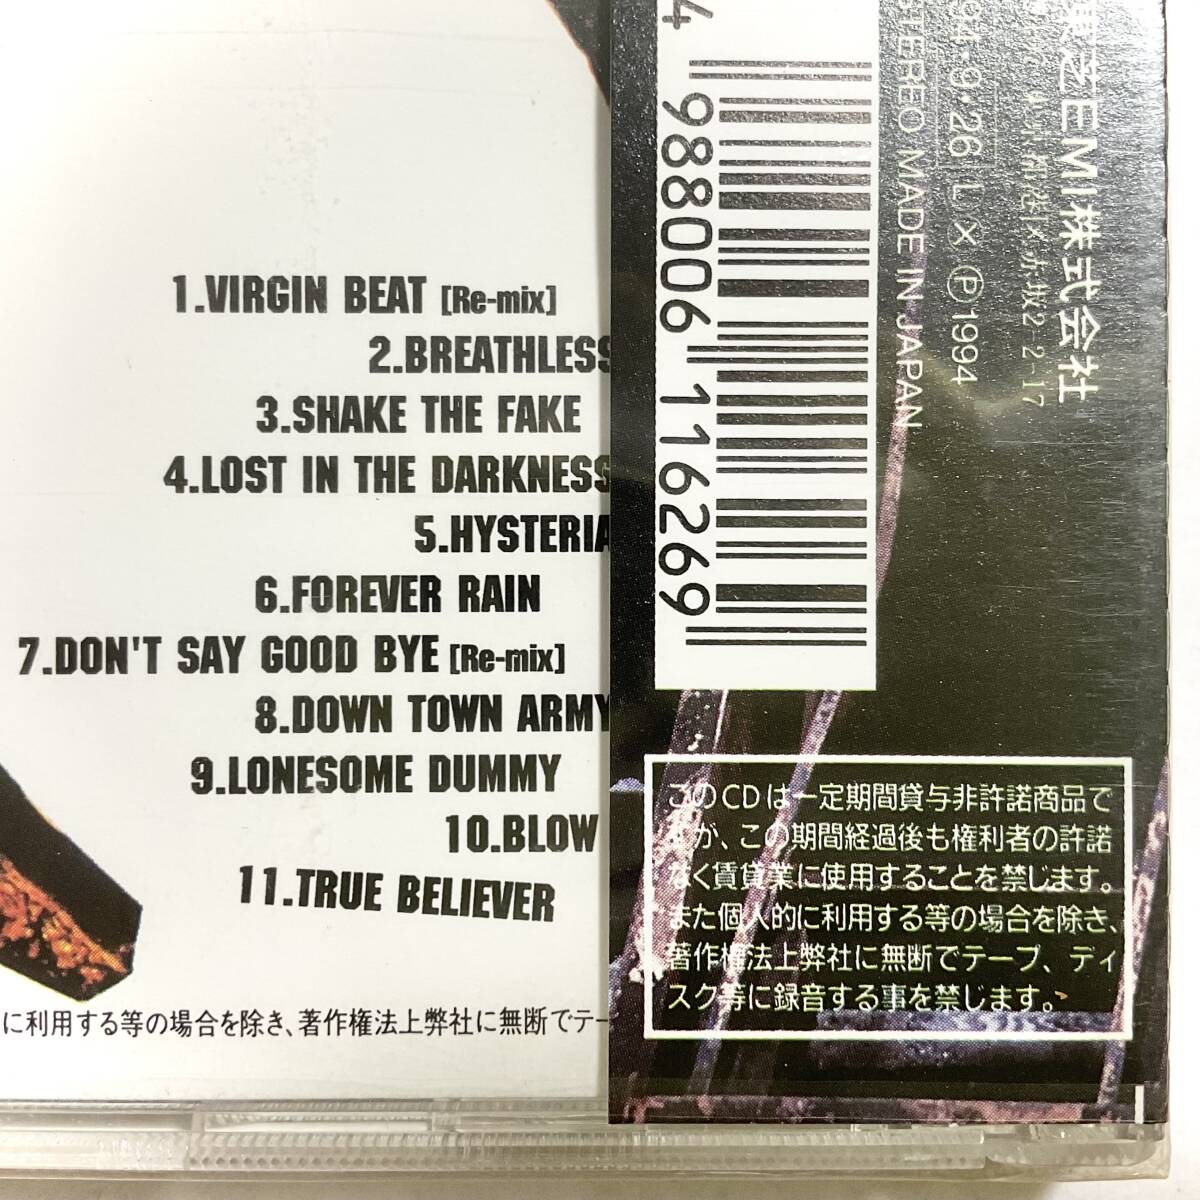 1.VIRGIN BEAT [Re-mix]
2.BREATHLESS
3.SHAKE THE FAKE
4.LOST IN THE DARKNESS
5.HYSTERIA
6.FOREVER RAIN
7.DON'T SAY GOOD BYE [Re-mix]
8.DOWN TOWN ARMY
9.LONESOME DUMMY
10.BLOW
11.TRUE BELIEVER
に利用する等の場合を除き、著作権法上弊社に無断でテー
芝EMI株式会社
赤坂2-2-17
9・26 L X Ⓟ1994
STEREO MADE IN JAPAN
4 988006 116269
このCDは一定期間貸与非許諾商品で
が、この期間経過後も権利者の許諾
なく賃貸業に使用することを禁じます。
また個人的に利用する等の場合を除き、
著作権法上弊社に無断でテープ、ディ
スク等に録音する事を禁じます。